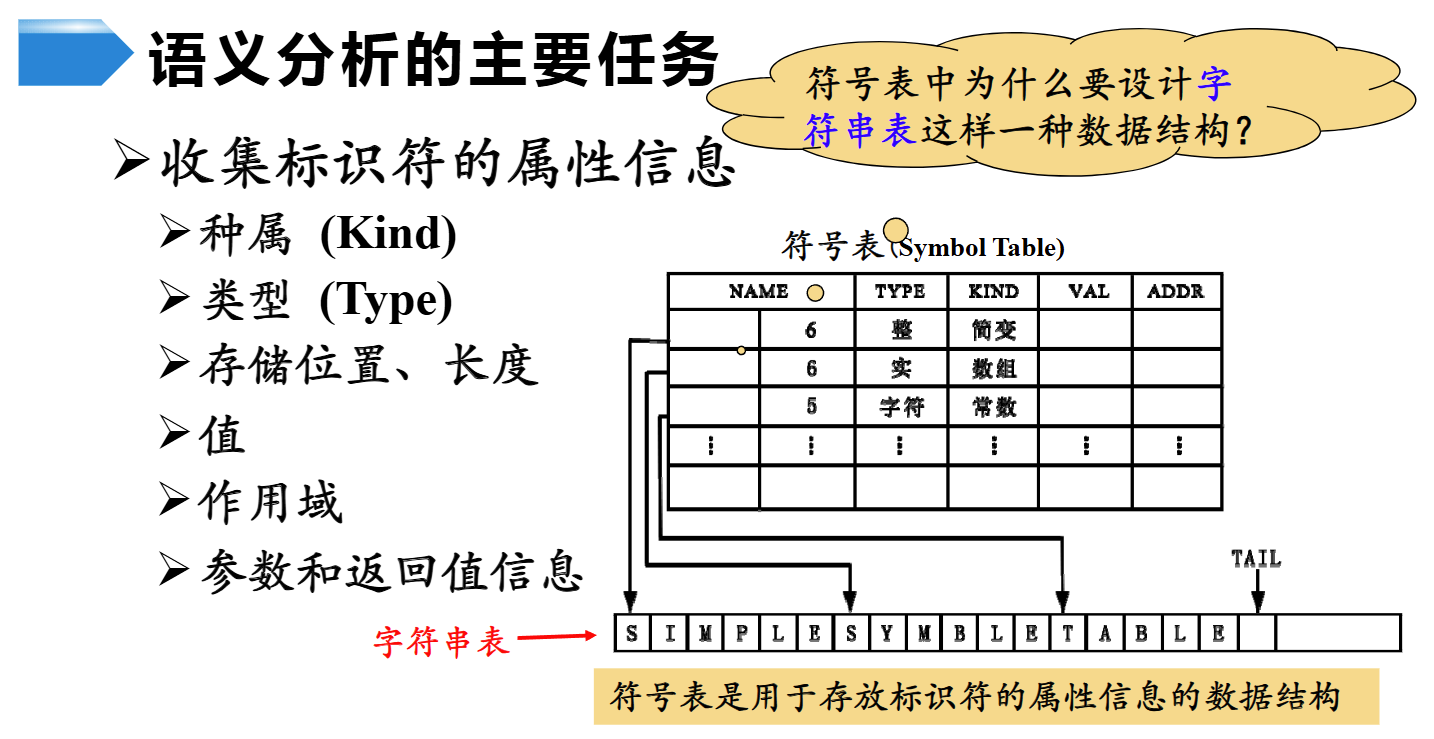 语义分析的主要任务
符号表中为什么要设计字
符串表这样一种数据结构？
收集标识符的属性信息
种属 (Kind)
类型 (Type)
存储位置、长度
值
作用域
参数和返回值信息
符号表(Symbol Table)
NAME TYPE KIND VAL ADDR
6 整 简变
6 实 数组
5 字符 常数
⋮ ⋮ ⋮ ⋮ ⋮ ⋮
TAIL
字符串表
S I M P L E S Y M B L E T A B L E
符号表是用于存放标识符的属性信息的数据结构